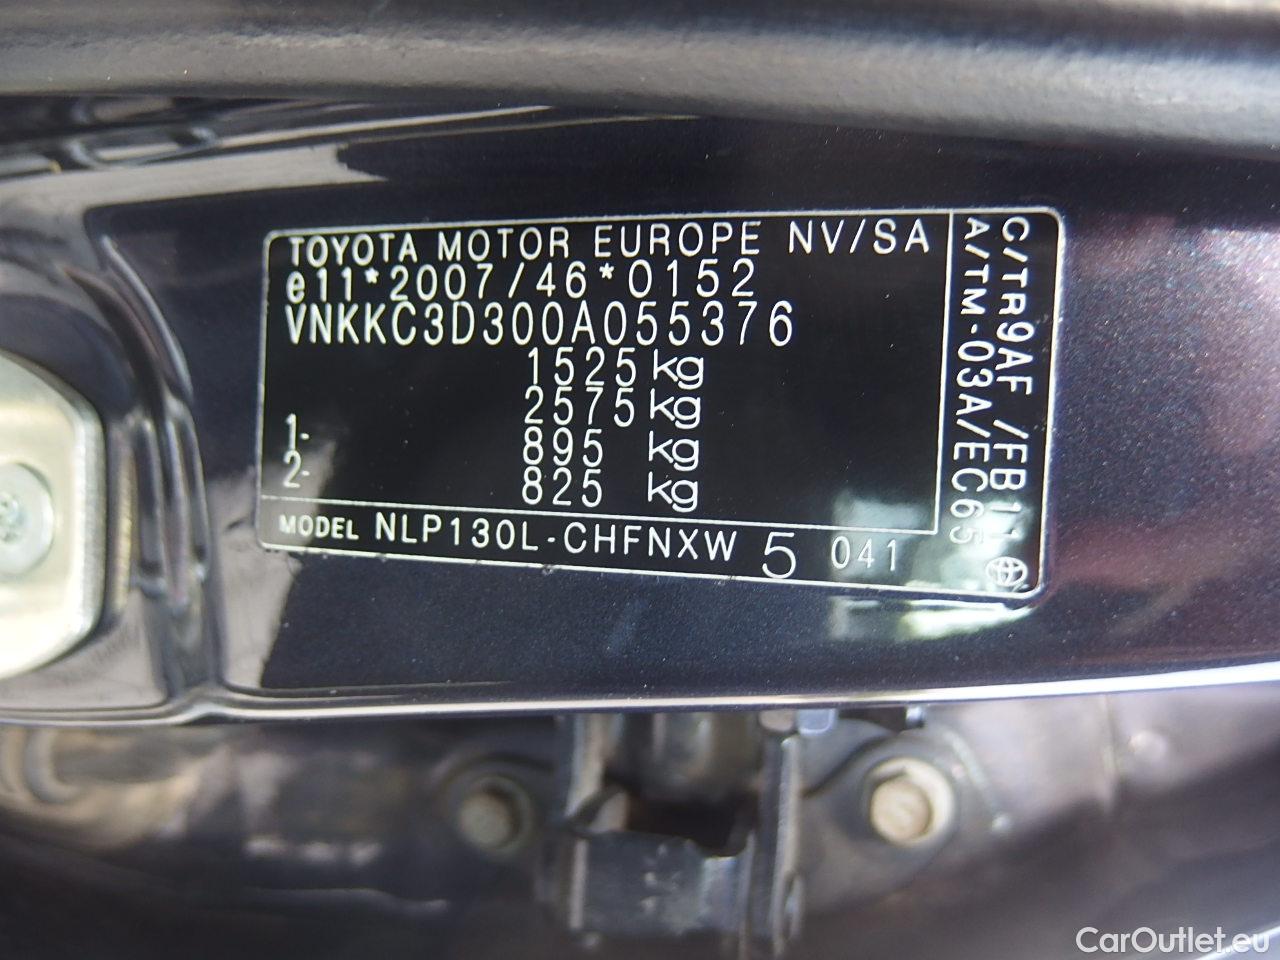 TOYOTA MOTOR EUROPE NV/SA
e11*2007/46*0152
VNKKC3D300A055376
1525 kg
2575 kg
1- 895 kg
2- 825 kg
MODEL NLP130L-CHFNXW 5 041
C/TR9AF /FB11
A/TM-03A/EC65
CarOutlet.eu